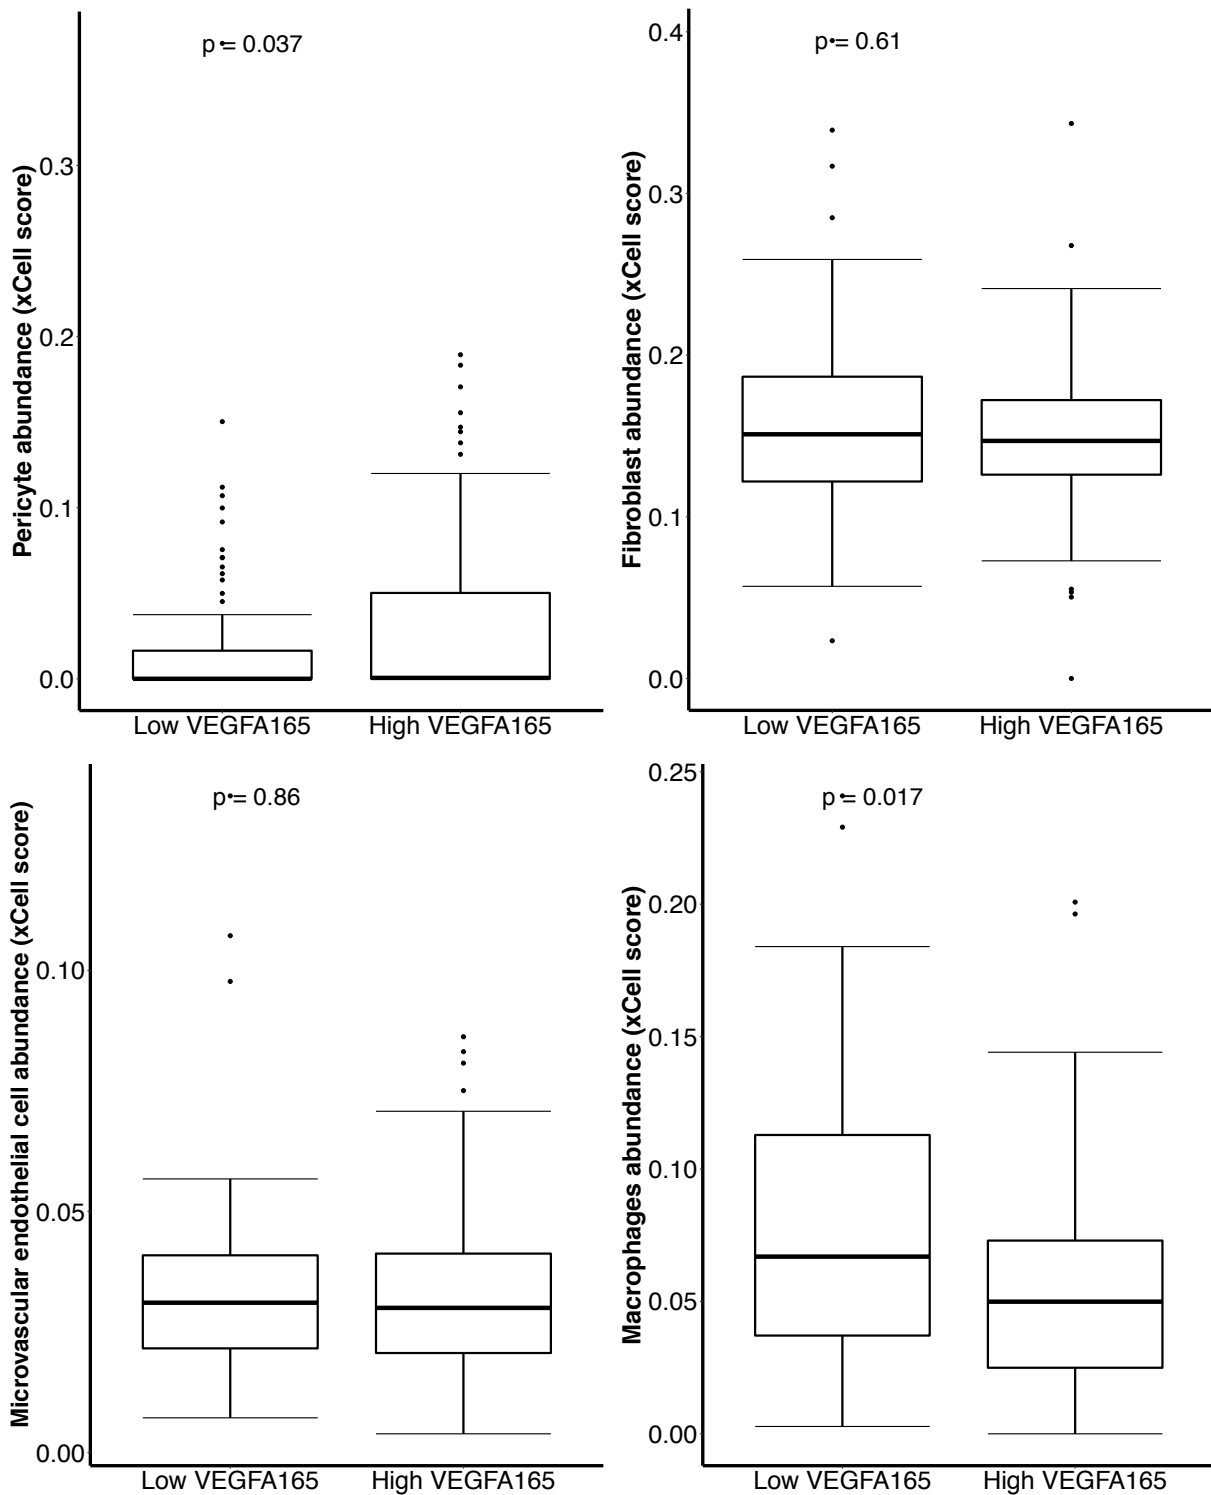 p = 0.037
Pericyte abundance (xCell score)
0.3
0.2
0.1
0.0
Low VEGFA165 High VEGFA165
p = 0.61
Fibroblast abundance (xCell score)
0.4
0.3
0.2
0.1
0.0
Low VEGFA165 High VEGFA165
p = 0.86
Microvascular endothelial cell abundance (xCell score)
0.10
0.05
0.00
Low VEGFA165 High VEGFA165
p = 0.017
Macrophages abundance (xCell score)
0.25
0.20
0.15
0.10
0.05
0.00
Low VEGFA165 High VEGFA165